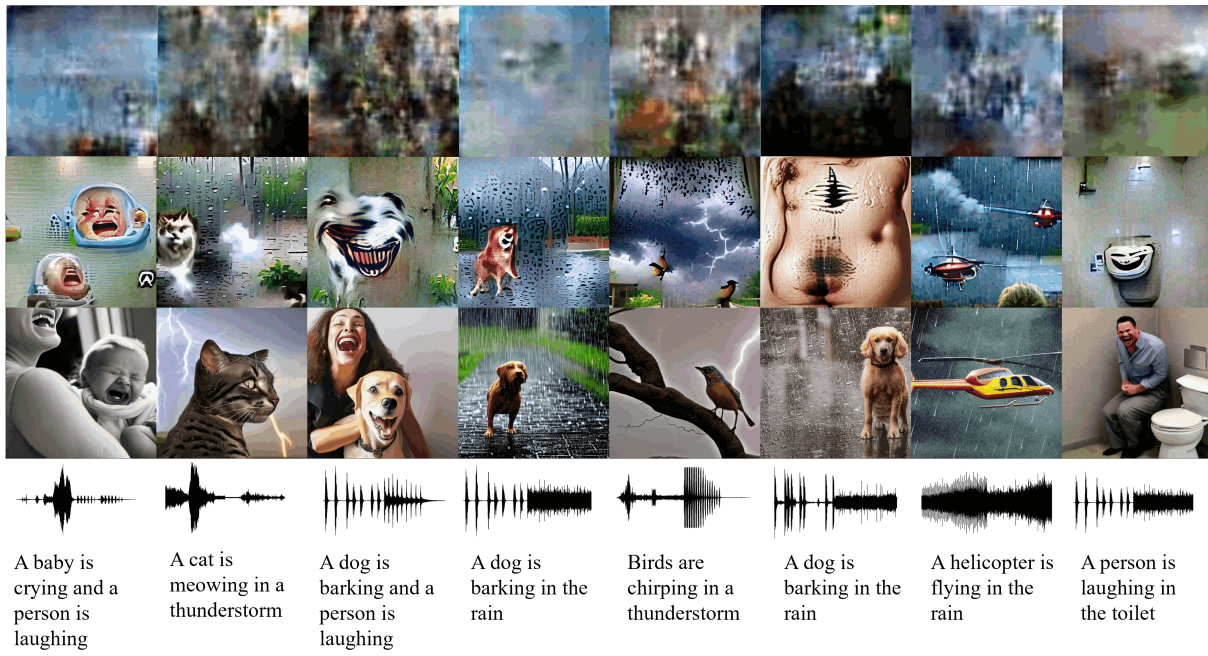 A baby is
crying and a
person is
laughing
A cat is
meowing in a
thunderstorm
A dog is
barking and a
person is
laughing
A dog is
barking in the
rain
Birds are
chirping in a
thunderstorm
A dog is
barking in the
rain
A helicopter is
flying in the
rain
A person is
laughing in
the toilet